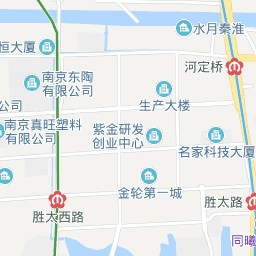 水月秦淮
恒大厦
河定桥
南京东陶
有限公司
生产大楼
南京真旺塑料
有限公司
紫金研发
创业中心
名家科技大厦
金轮第一城
胜太西路
胜太路
同曦